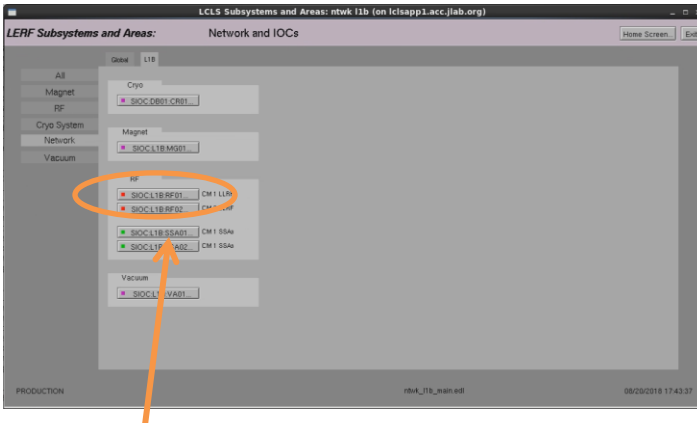 LCLS Subsystems and Areas: ntwk l1b (on lclsapp1.acc.jlab.org)
LERF Subsystems and Areas: Network and IOCs Home Screen... Exit
Global L1B
All
Magnet
RF
Cryo System
Network
Vacuum
Cryo
SIOC:DB01:CR01...
Magnet
SIOC:L1B:MG01...
RF
SIOC:L1B:RF01... CM 1 LLRF
SIOC:L1B:RF02...
SIOC:L1B:SSA01... CM 1 SSAs
CM 1 SSAs
Vacuum
PRODUCTION ntwk_l1b_main.edl 08/20/2018 17:43:37